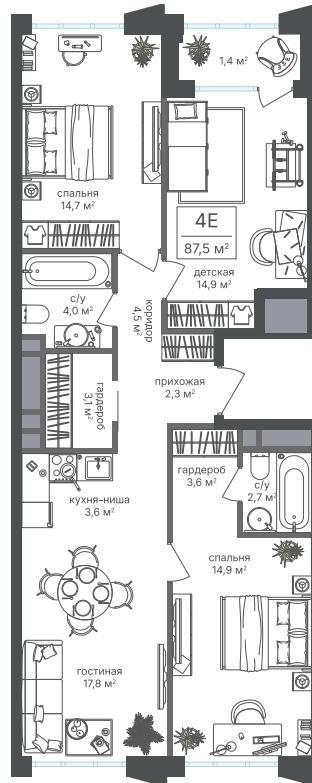 1,4 м²
спальня
14,7 м²
4Е
87,5 м²
детская
14,9 м²
с/у
4,0 м²
коридор
4,5 м²
гардероб
3,1 м²
прихожая
2,3 м²
гардероб
3,6 м²
с/у
2,7 м²
кухня-ниша
3,6 м²
спальня
14,9 м²
гостиная
17,8 м²